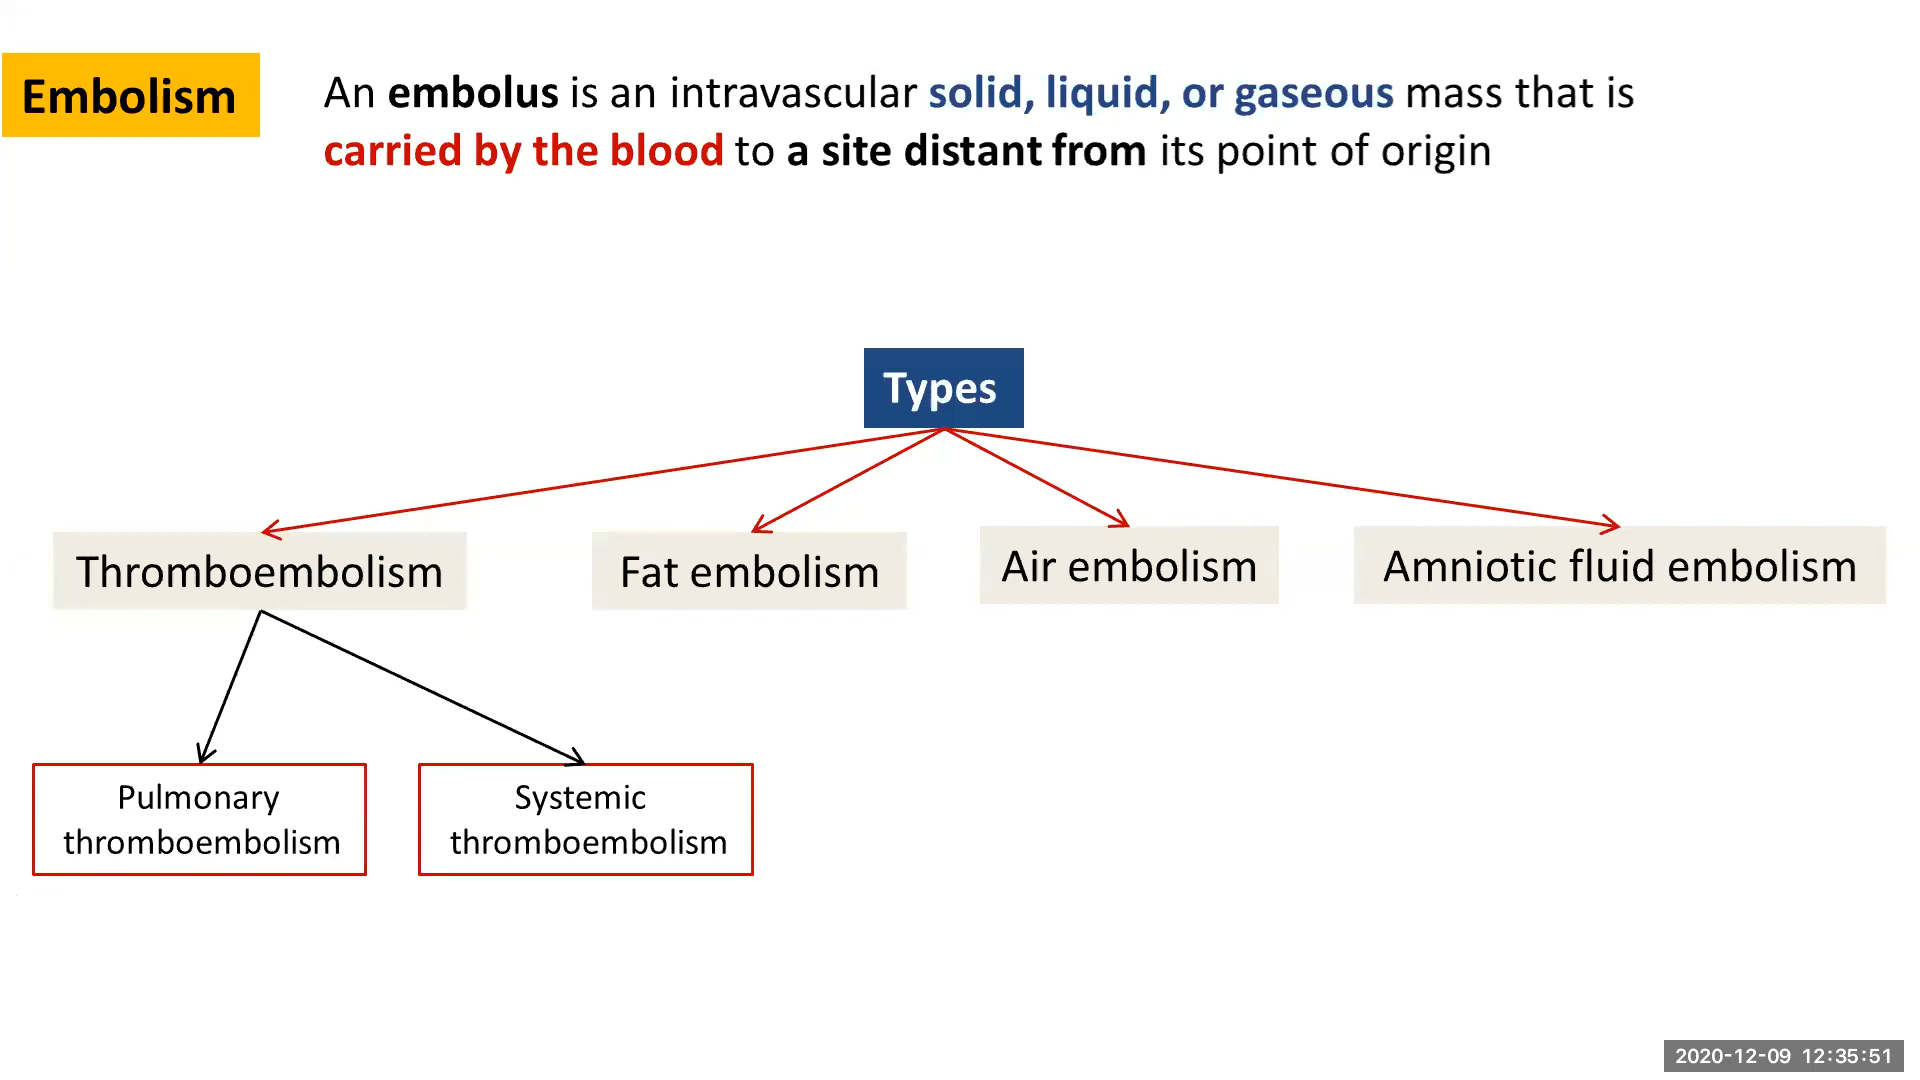 Embolism
An embolus is an intravascular solid, liquid, or gaseous mass that is
carried by the blood to a site distant from its point of origin
Types
Thromboembolism
Fat embolism
Air embolism
Amniotic fluid embolism
Pulmonary
thromboembolism
Systemic
thromboembolism
2020-12-09 12:35:51